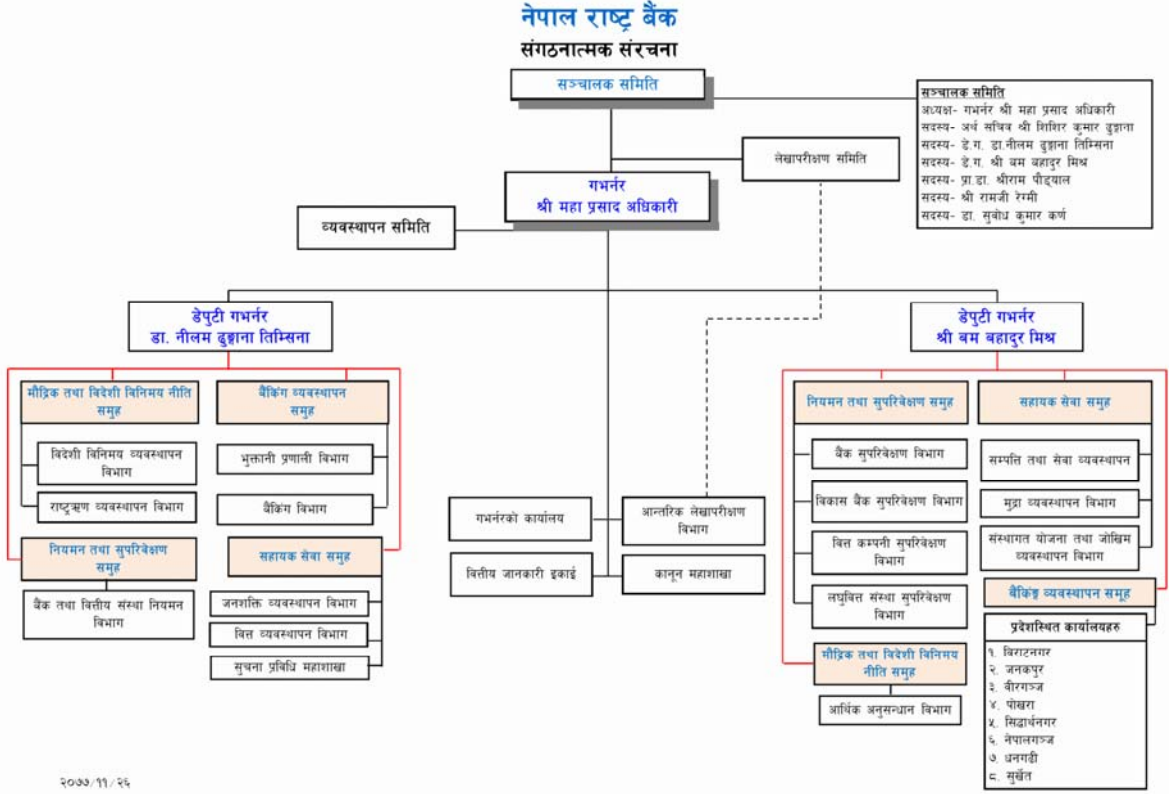 नेपाल राष्ट्र बैंक
संगठनात्मक संरचना
सञ्चालक समिति
सञ्चालक समिति
अध्यक्ष- गभर्नर श्री महा प्रसाद अधिकारी
सदस्य- अर्थ सचिव श्री शिशिर कुमार ढुङ्गाना
सदस्य- डे.ग. डा.नीलम ढुङ्गाना तिम्सिना
सदस्य- डे.ग. श्री बम बहादुर मिश्र
सदस्य- प्रा.डा. श्रीराम पौड्याल
सदस्य- श्री रामजी रेग्मी
सदस्य- डा. सुबोध कुमार कर्ण
लेखापरीक्षण समिति
गभर्नर
श्री महा प्रसाद अधिकारी
व्यवस्थापन समिति
डेपुटी गभर्नर
डा. नीलम ढुङ्गाना तिम्सिना
डेपुटी गभर्नर
श्री बम बहादुर मिश्र
मौद्रिक तथा विदेशी विनिमय नीति
समुह
विदेशी विनिमय व्यवस्थापन
विभाग
राष्ट्रऋण व्यवस्थापन विभाग
नियमन तथा सुपरिवेक्षण
समुह
बैंक तथा वित्तीय संस्था नियमन
विभाग
बैंकिंग व्यवस्थापन
समुह
भुक्तानी प्रणाली विभाग
बैंकिंग विभाग
सहायक सेवा समुह
जनशक्ति व्यवस्थापन विभाग
वित्त व्यवस्थापन विभाग
सुचना प्रविधि महाशाखा
गभर्नरको कार्यालय
आन्तरिक लेखापरीक्षण
विभाग
वित्तीय जानकारी इकाई
कानून महाशाखा
नियमन तथा सुपरिवेक्षण समुह
बैंक सुपरिवेक्षण विभाग
विकास बैंक सुपरिवेक्षण विभाग
वित्त कम्पनी सुपरिवेक्षण
विभाग
लघुवित्त संस्था सुपरिवेक्षण
विभाग
मौद्रिक तथा विदेशी विनिमय
नीति समुह
आर्थिक अनुसन्धान विभाग
सहायक सेवा समुह
सम्पत्ति तथा सेवा व्यवस्थापन
मुद्रा व्यवस्थापन विभाग
संस्थागत योजना तथा जोखिम
व्यवस्थापन विभाग
बैंकिङ्ग व्यवस्थापन समूह
प्रदेशस्थित कार्यालयहरु
१. बिराटनगर
२. जनकपुर
३. वीरगञ्ज
४. पोखरा
५. सिद्धार्थनगर
६. नेपालगञ्ज
७. धनगढी
८. सुर्खेत
२०७७/११/२६